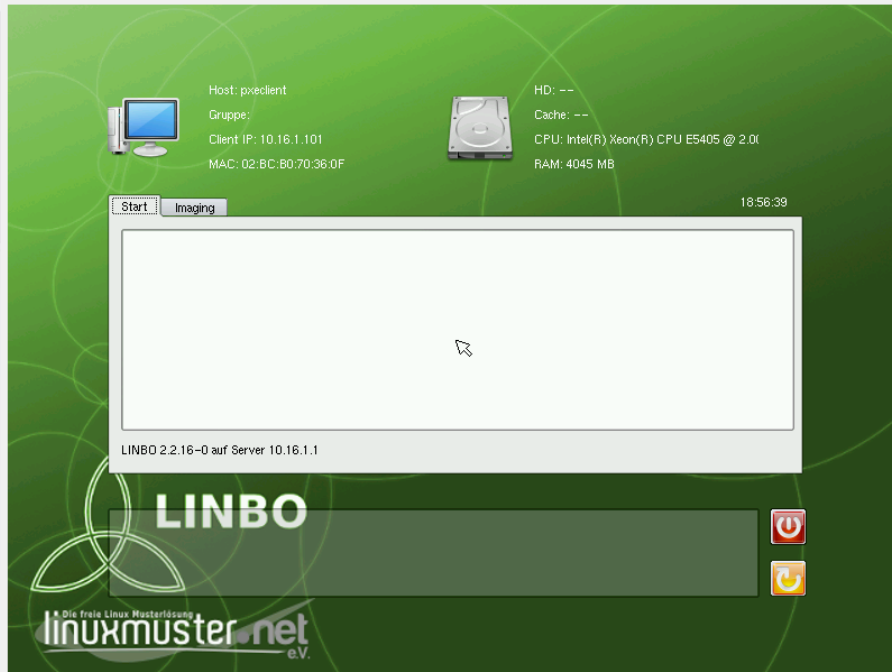 Host: pxeclient
Gruppe:
Client IP: 10.16.1.101
MAC: 02:BC:B0:70:36:0F
HD: --
Cache: --
CPU: Intel(R) Xeon(R) CPU E5405 @ 2.0(
RAM: 4045 MB
Start
Imaging
18:56:39
LINBO 2.2.16-0 auf Server 10.16.1.1
LINBO
Die freie Linux Musterlösung
linuxmuster.net
e.V.